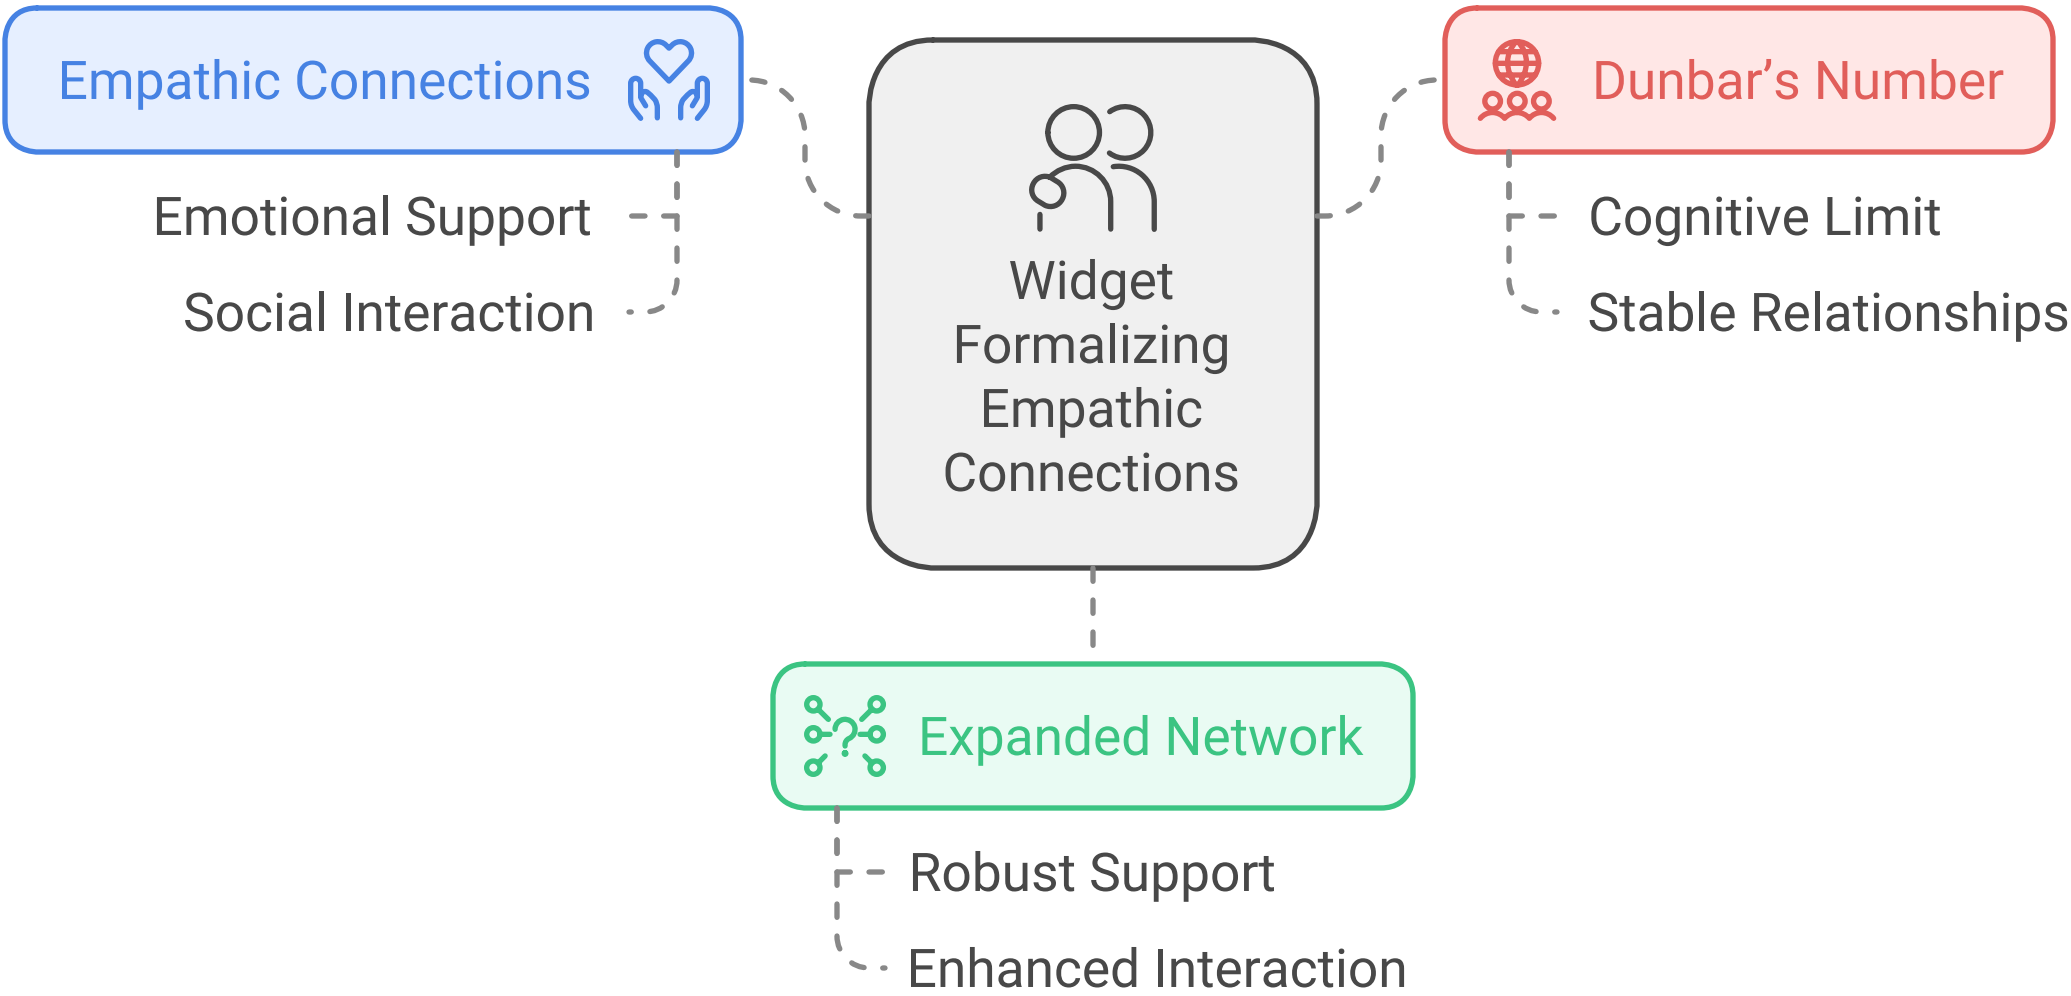 Empathic Connections
Emotional Support
Social Interaction
Widget
Formalizing
Empathic
Connections
Dunbar’s Number
Cognitive Limit
Stable Relationships
Expanded Network
Robust Support
Enhanced Interaction